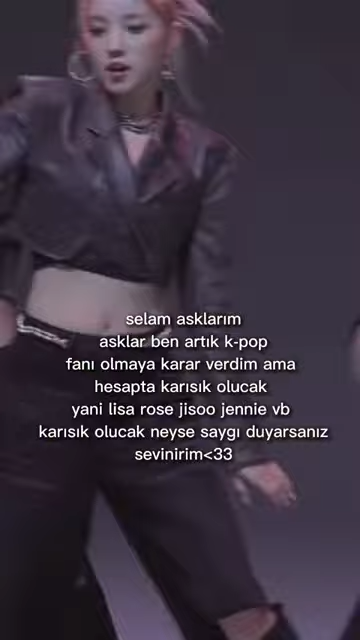 selam asklarım
asklar ben artık k-pop
fanı olmaya karar verdim ama
hesapta karısık olucak
yani lisa rose jisoo jennie vb
karısık olucak neyse saygı duyarsanız
sevinirim<33